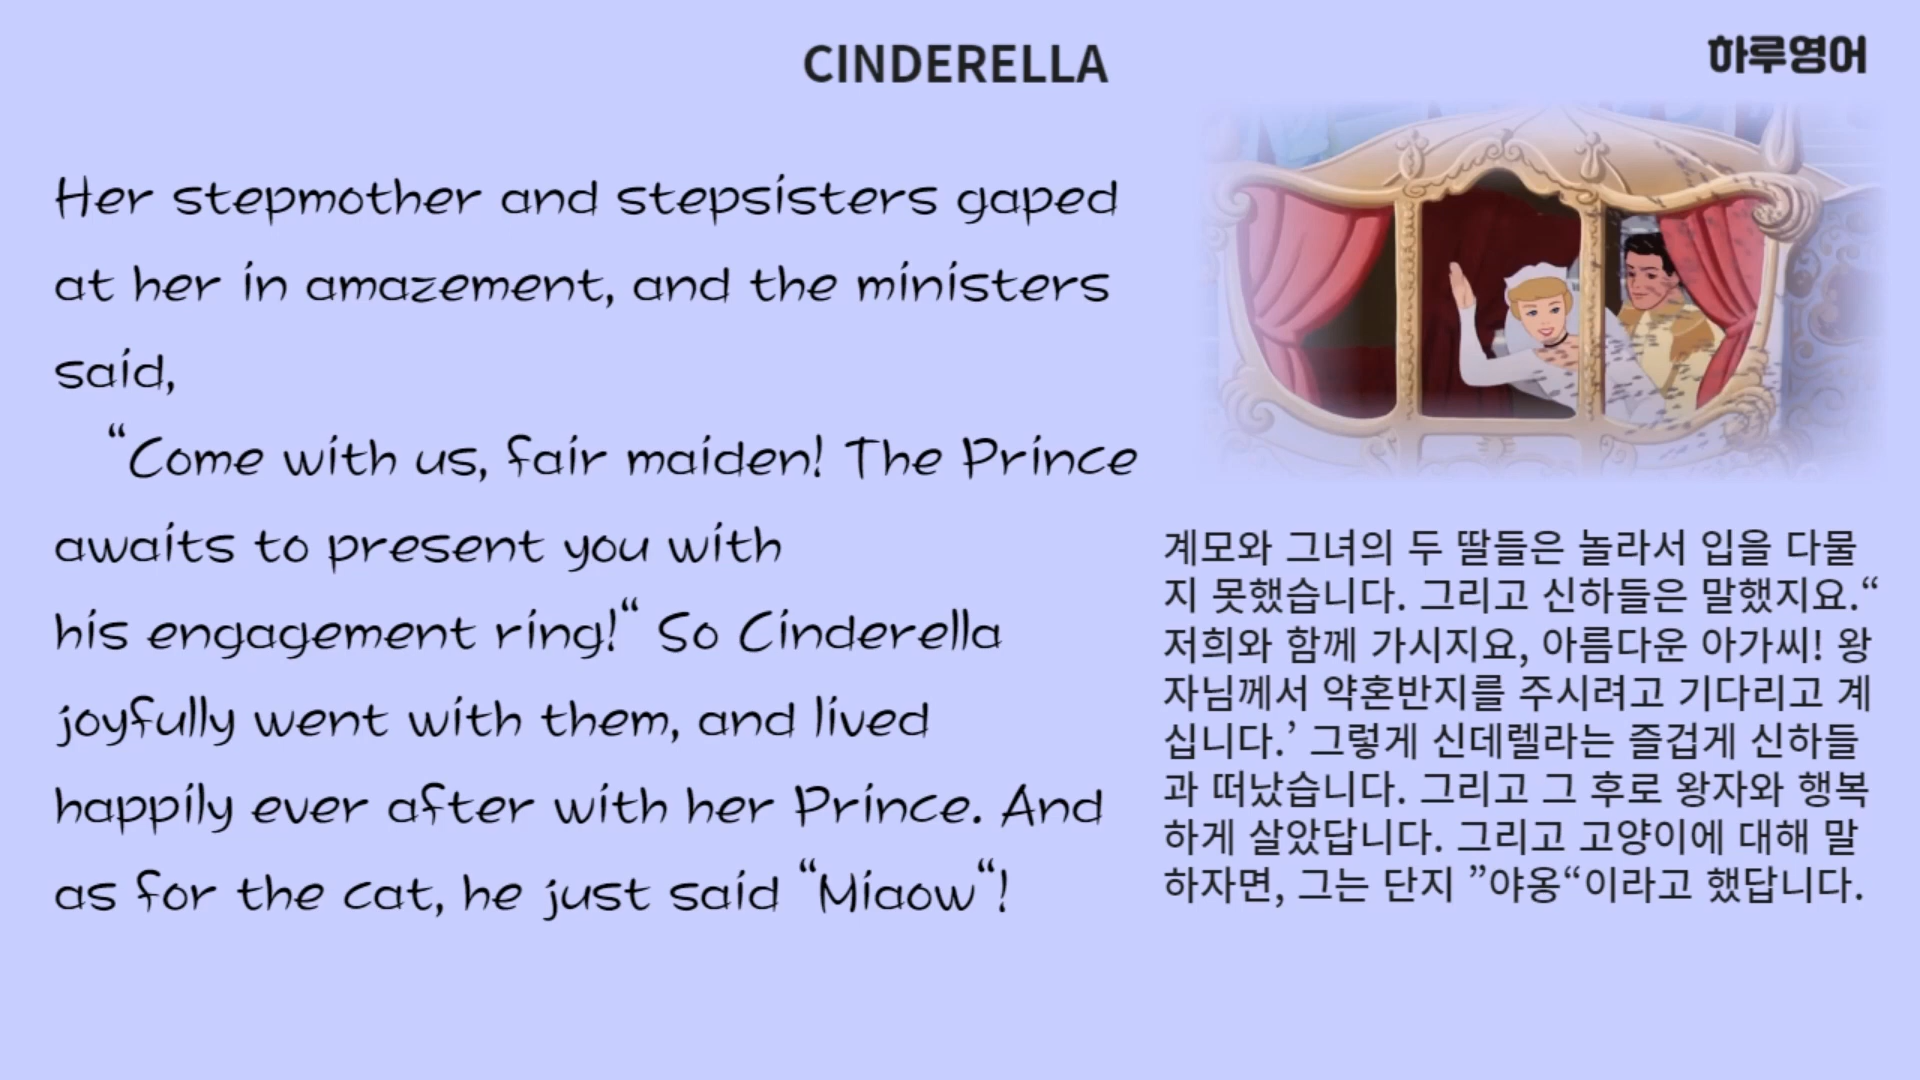 CINDERELLA
하루영어
Her stepmother and stepsisters gaped
at her in amazement, and the ministers
said,
“Come with us, fair maiden! The Prince
awaits to present you with
his engagement ring!“ So Cinderella
joyfully went with them, and lived
happily ever after with her Prince. And
as for the cat, he just said “Miaow“!
계모와 그녀의 두 딸들은 놀라서 입을 다물
지 못했습니다. 그리고 신하들은 말했지요.“
저희와 함께 가시지요, 아름다운 아가씨! 왕
자님께서 약혼반지를 주시려고 기다리고 계
십니다.’ 그렇게 신데렐라는 즐겁게 신하들
과 떠났습니다. 그리고 그 후로 왕자와 행복
하게 살았답니다. 그리고 고양이에 대해 말
하자면, 그는 단지 ”야옹“이라고 했답니다.